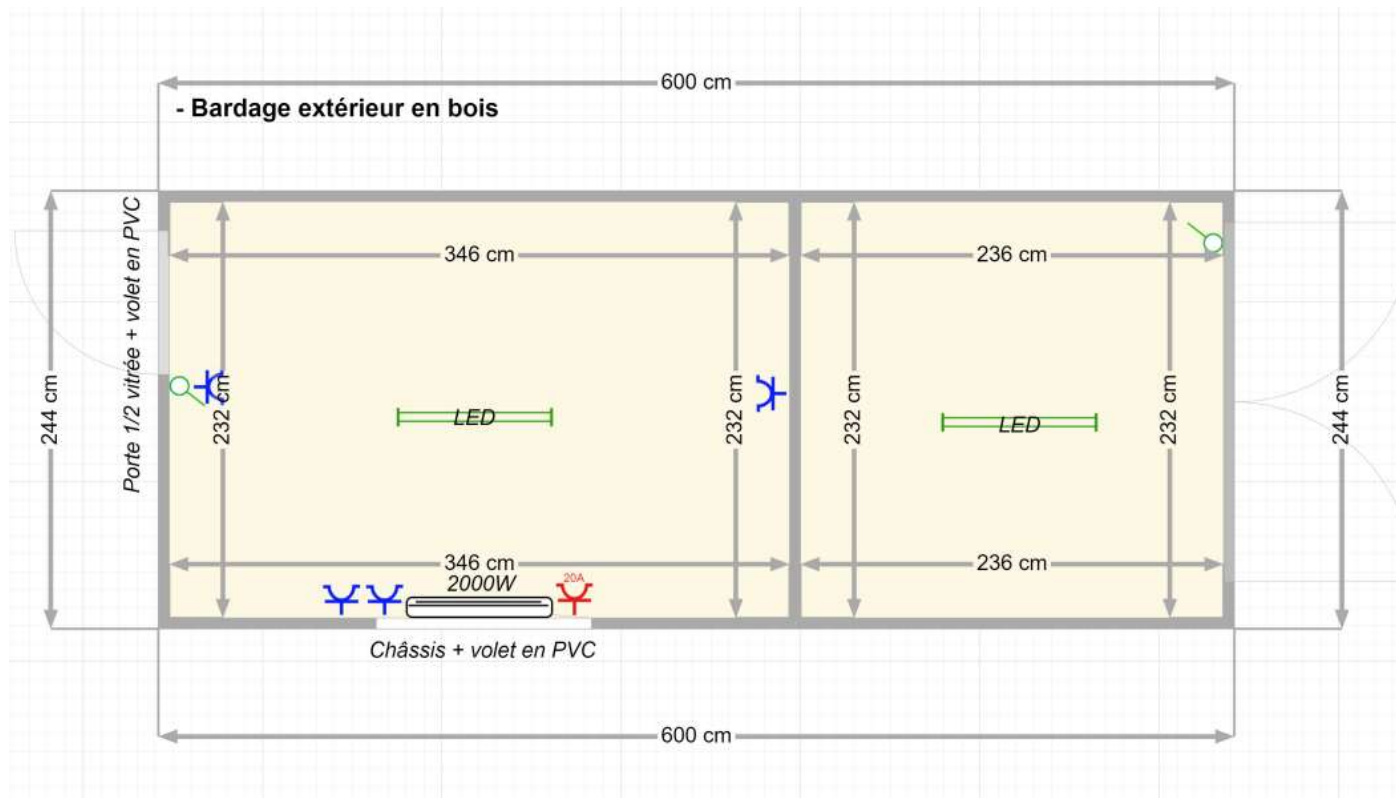 600 cm
- Bardage extérieur en bois
Porte 1/2 vitrée + volet en PVC
346 cm
236 cm
244 cm
232 cm
LED
232 cm
232 cm
LED
232 cm
244 cm
346 cm
236 cm
2000W
20A
Châssis + volet en PVC
600 cm